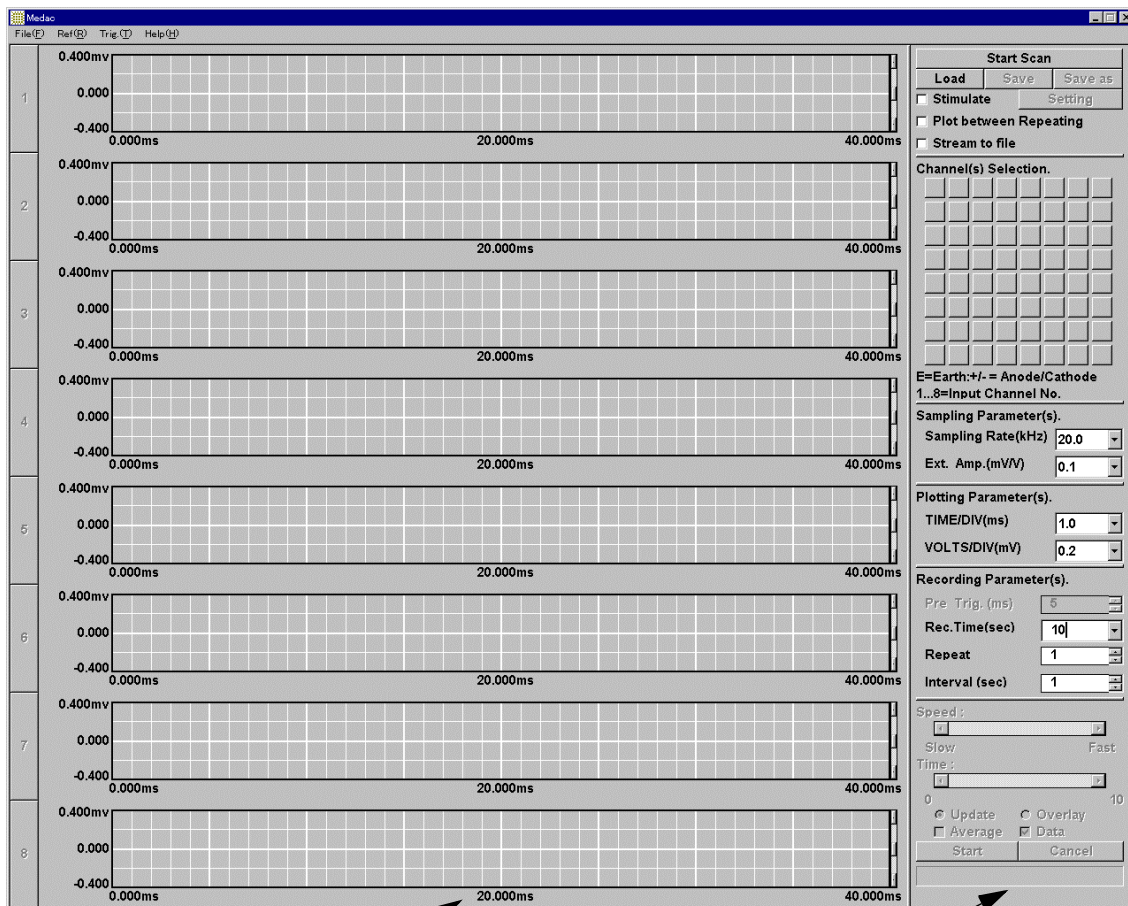 Medac
File(F) Ref(R) Trig.(T) Help(H)
1
0.400mv
0.000
-0.400
0.000ms 20.000ms 40.000ms
2
0.400mv
0.000
-0.400
0.000ms 20.000ms 40.000ms
3
0.400mv
0.000
-0.400
0.000ms 20.000ms 40.000ms
4
0.400mv
0.000
-0.400
0.000ms 20.000ms 40.000ms
5
0.400mv
0.000
-0.400
0.000ms 20.000ms 40.000ms
6
0.400mv
0.000
-0.400
0.000ms 20.000ms 40.000ms
7
0.400mv
0.000
-0.400
0.000ms 20.000ms 40.000ms
8
0.400mv
0.000
-0.400
0.000ms 20.000ms 40.000ms
Start Scan
Load Save Save as
Stimulate Setting
Plot between Repeating
Stream to file
Channel(s) Selection.
E=Earth:+/- = Anode/Cathode
1...8=Input Channel No.
Sampling Parameter(s).
Sampling Rate(kHz) 20.0
Ext. Amp.(mV/V) 0.1
Plotting Parameter(s).
TIME/DIV(ms) 1.0
VOLTS/DIV(mV) 0.2
Recording Parameter(s).
Pre Trig. (ms) 5
Rec.Time(sec) 10
Repeat 1
Interval (sec) 1
Speed :
Slow Fast
Time :
0 10
Update Overlay
Average Data
Start Cancel